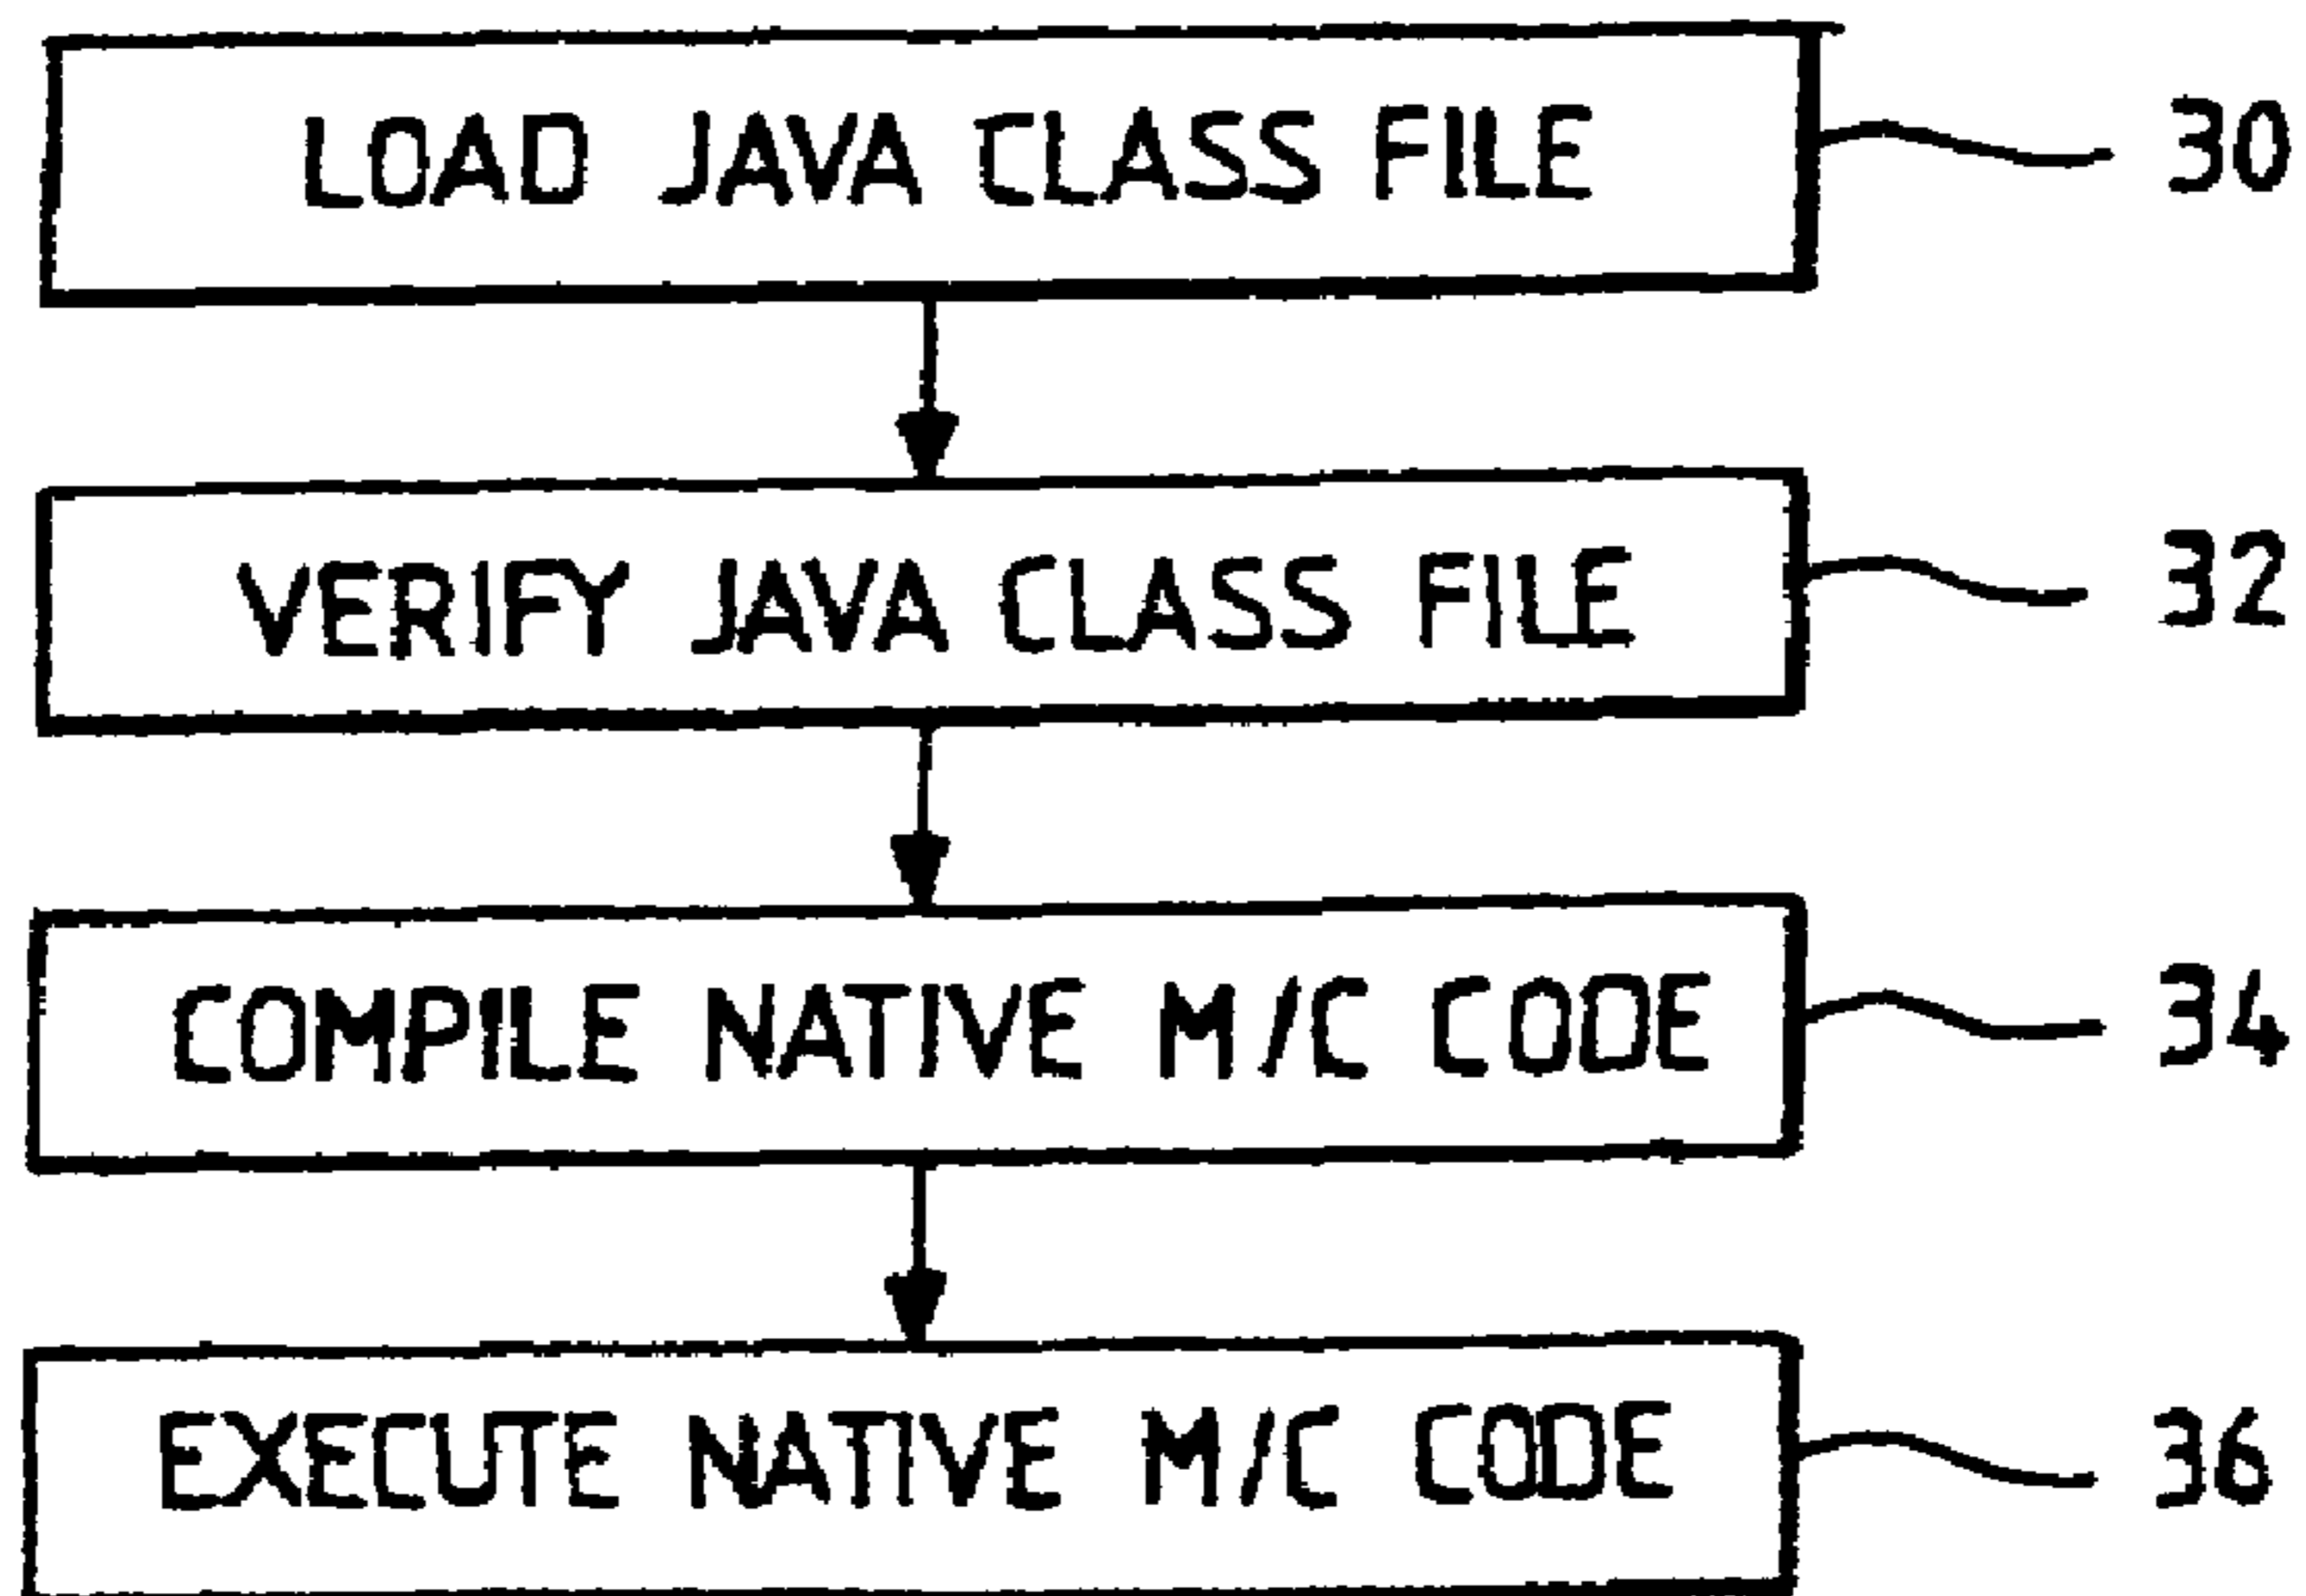 LOAD JAVA CLASS FILE 30
VERIFY JAVA CLASS FILE 32
COMPILE NATIVE M/C CODE 34
EXECUTE NATIVE M/C CODE 36